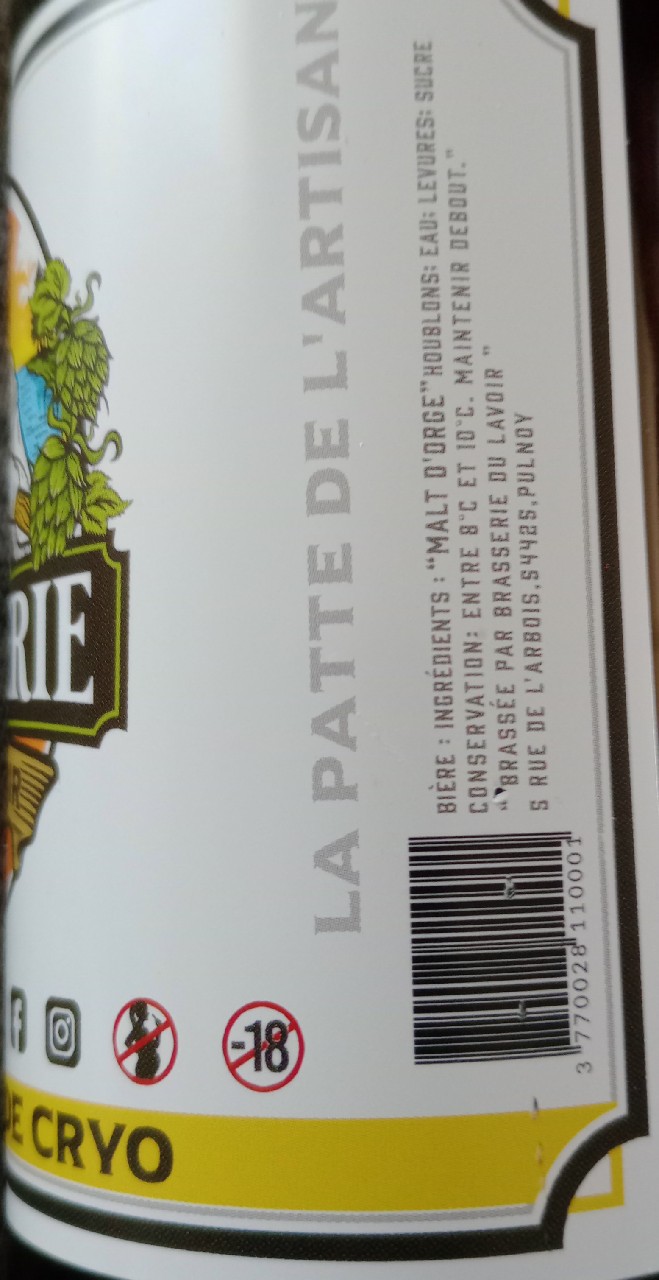 RIE
LA PATTE DE L'ARTISAN
BIÈRE : INGRÉDIENTS : "MALT D'ORGE" HOUBLONS; EAU; LEVURES; SUCRE
CONSERVATION: ENTRE 8°C ET 10°C. MAINTENIR DEBOUT."
"BRASSÉE PAR BRASSERIE DU LAVOIR"
5 RUE DE L'ARBOIS,54425,PULNOY
3 770028 110001
f
-18
DE CRYO